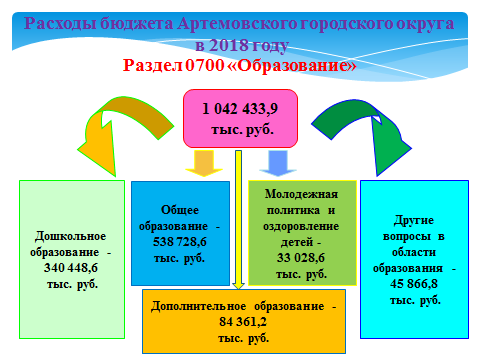 Расходы бюджета Артемовского городского округа
в 2018 году
Раздел 0700 «Образование»
1 042 433,9
тыс. руб.
Дошкольное
образование -
340 448,6
тыс. руб.
Общее
образование -
538 728,6
тыс. руб.
Молодежная
политика и
оздоровление
детей -
33 028,6
тыс. руб.
Другие
вопросы в
области
образования -
45 866,8
тыс. руб.
Дополнительное образование -
84 361,2
тыс. руб.